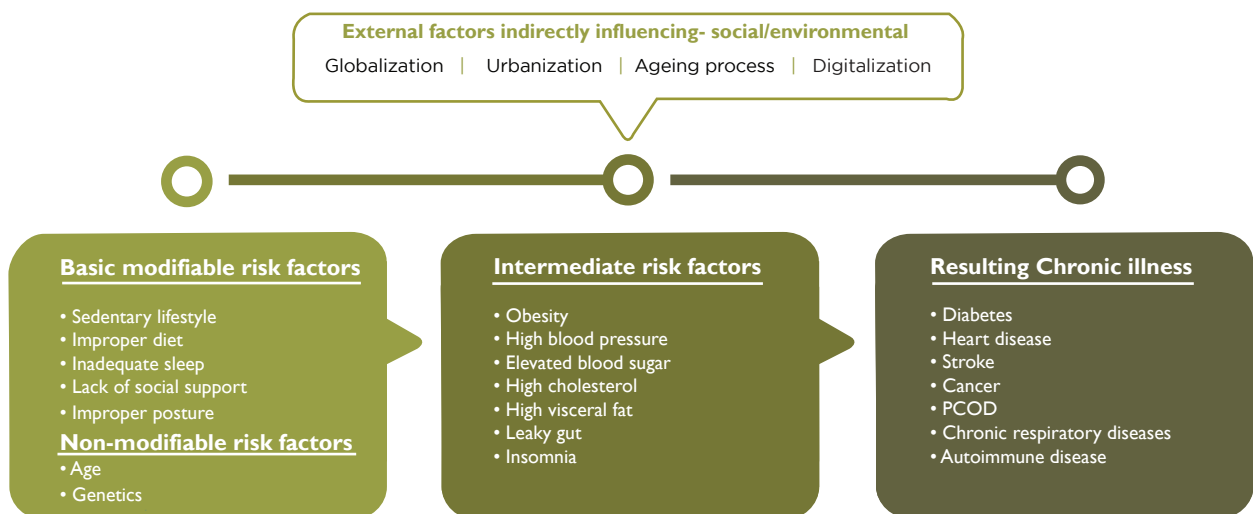 External factors indirectly influencing- social/environmental
Globalization | Urbanization | Ageing process | Digitalization
Basic modifiable risk factors
• Sedentary lifestyle
• Improper diet
• Inadequate sleep
• Lack of social support
• Improper posture
Non-modifiable risk factors
• Age
• Genetics
Intermediate risk factors
• Obesity
• High blood pressure
• Elevated blood sugar
• High cholesterol
• High visceral fat
• Leaky gut
• Insomnia
Resulting Chronic illness
• Diabetes
• Heart disease
• Stroke
• Cancer
• PCOD
• Chronic respiratory diseases
• Autoimmune disease